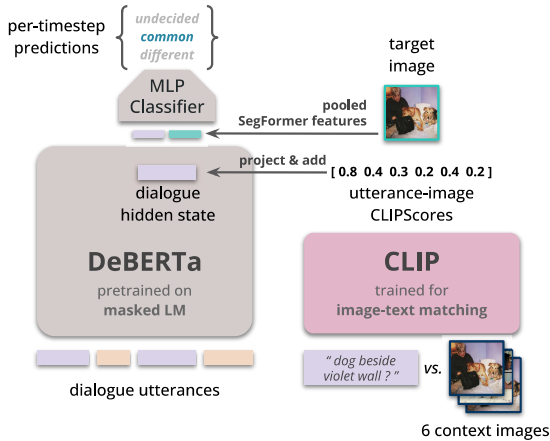 per-timestep
predictions
undecided
common
different
target
image
MLP
Classifier
pooled
SegFormer features
project & add
[ 0.8 0.4 0.3 0.2 0.4 0.2 ]
dialogue
hidden state
utterance-image
CLIPScores
DeBERTa
pretrained on
masked LM
CLIP
trained for
image-text matching
dialogue utterances
“ dog beside
violet wall ? ”
vs.
6 context images